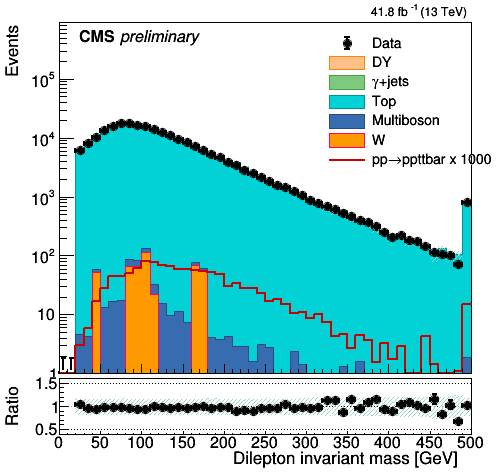 41.8 fb⁻¹ (13 TeV)
CMS preliminary
Events
Data
DY
γ+jets
Top
Multiboson
W
pp→ppttbar x 1000
10⁵
10⁴
10³
10²
10
1
Ratio
1.5
1
0.5
0 50 100 150 200 250 300 350 400 450 500
Dilepton invariant mass [GeV]